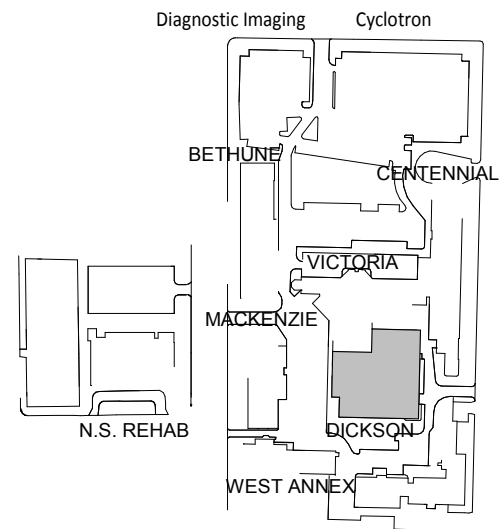 Diagnostic Imaging Cyclotron
BETHUNE
CENTENNIAL
VICTORIA
MACKENZIE
N.S. REHAB
DICKSON
WEST ANNEX